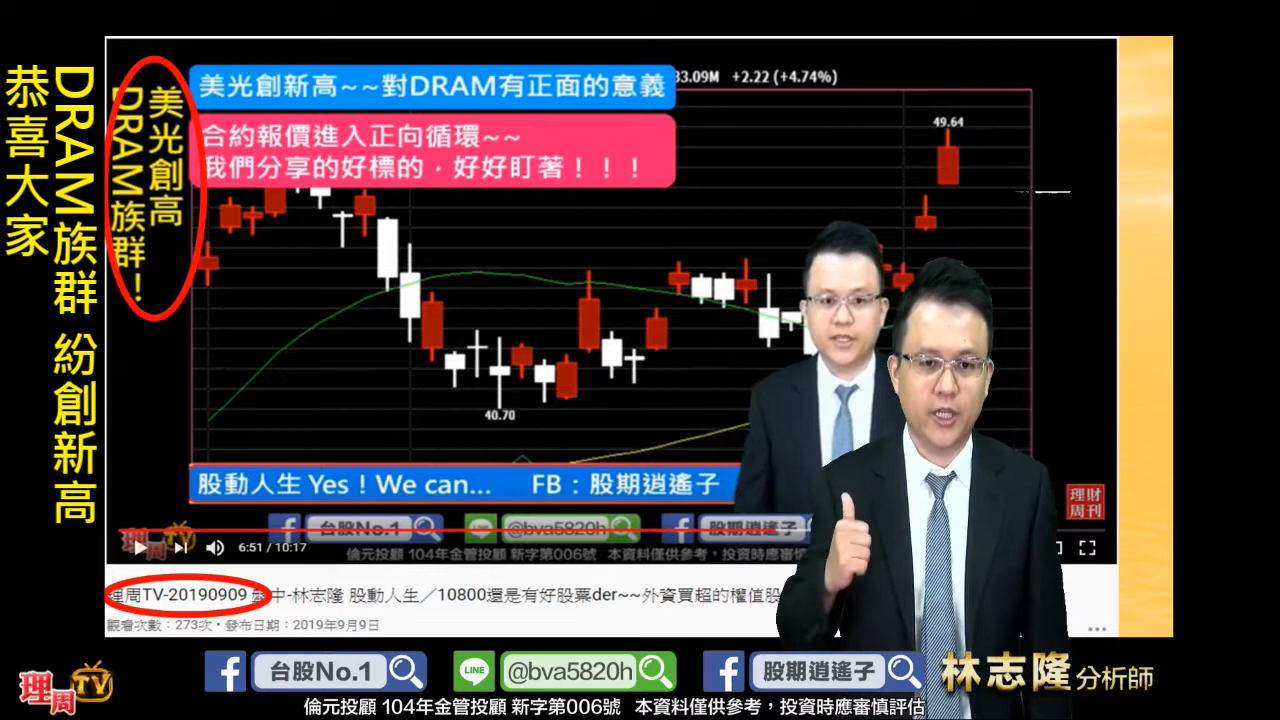 恭喜大家
DRAM族群 紛創新高
美光創高
DRAM族群！
美光創新高~~對DRAM有正面的意義
33.09M +2.22 (+4.74%)
合約報價進入正向循環~~
我們分享的好標的，好好盯著！！！
49.64
40.70
股動人生 Yes！We can... FB：股期逍遙子
理周TV
台股No.1
@bva5820h
股期逍遙子
理財
周刊
6:51 / 10:17
倫元投顧 104年金管投顧 新字第006號 本資料僅供參考，投資時應審慎
理周TV-20190909 盤中-林志隆 股動人生／10800還是有好股票der~~外資買超的權值股
觀看次數：273次 • 發布日期：2019年9月9日
理周TV
台股No.1
LINE
@bva5820h
股期逍遙子
林志隆 分析師
倫元投顧 104年金管投顧 新字第006號 本資料僅供參考，投資時應審慎評估